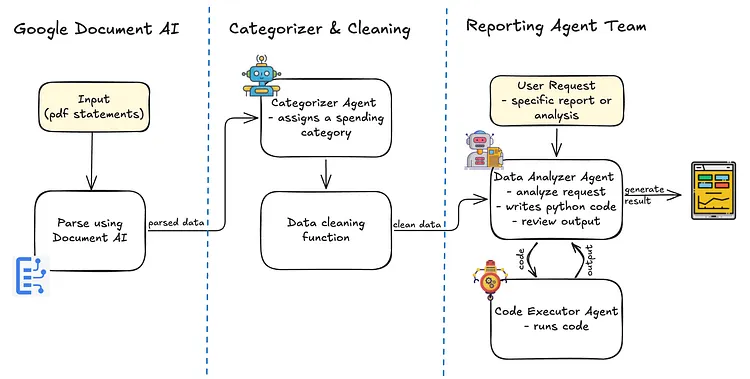 Google Document AI
Input
(pdf statements)
Parse using
Document AI
parsed data
Categorizer & Cleaning
Categorizer Agent
- assigns a spending
category
Data cleaning
function
clean data
Reporting Agent Team
User Request
- specific report or
analysis
Data Analyzer Agent
- analyze request
- writes python code
- review output
generate
result
code
output
Code Executor Agent
- runs code